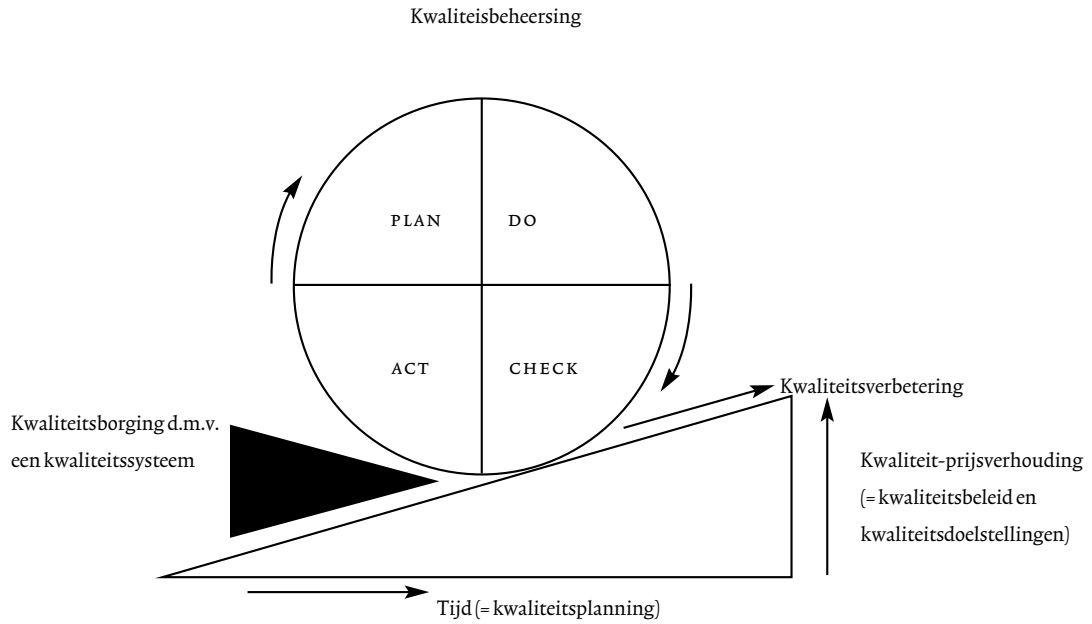 Kwaliteisbeheersing
PLAN
DO
ACT
CHECK
Kwaliteitsverbetering
Kwaliteitsborging d.m.v.
een kwaliteitssysteem
Kwaliteit-prijsverhouding
(= kwaliteitsbeleid en
kwaliteitsdoelstellingen)
Tijd (= kwaliteitsplanning)